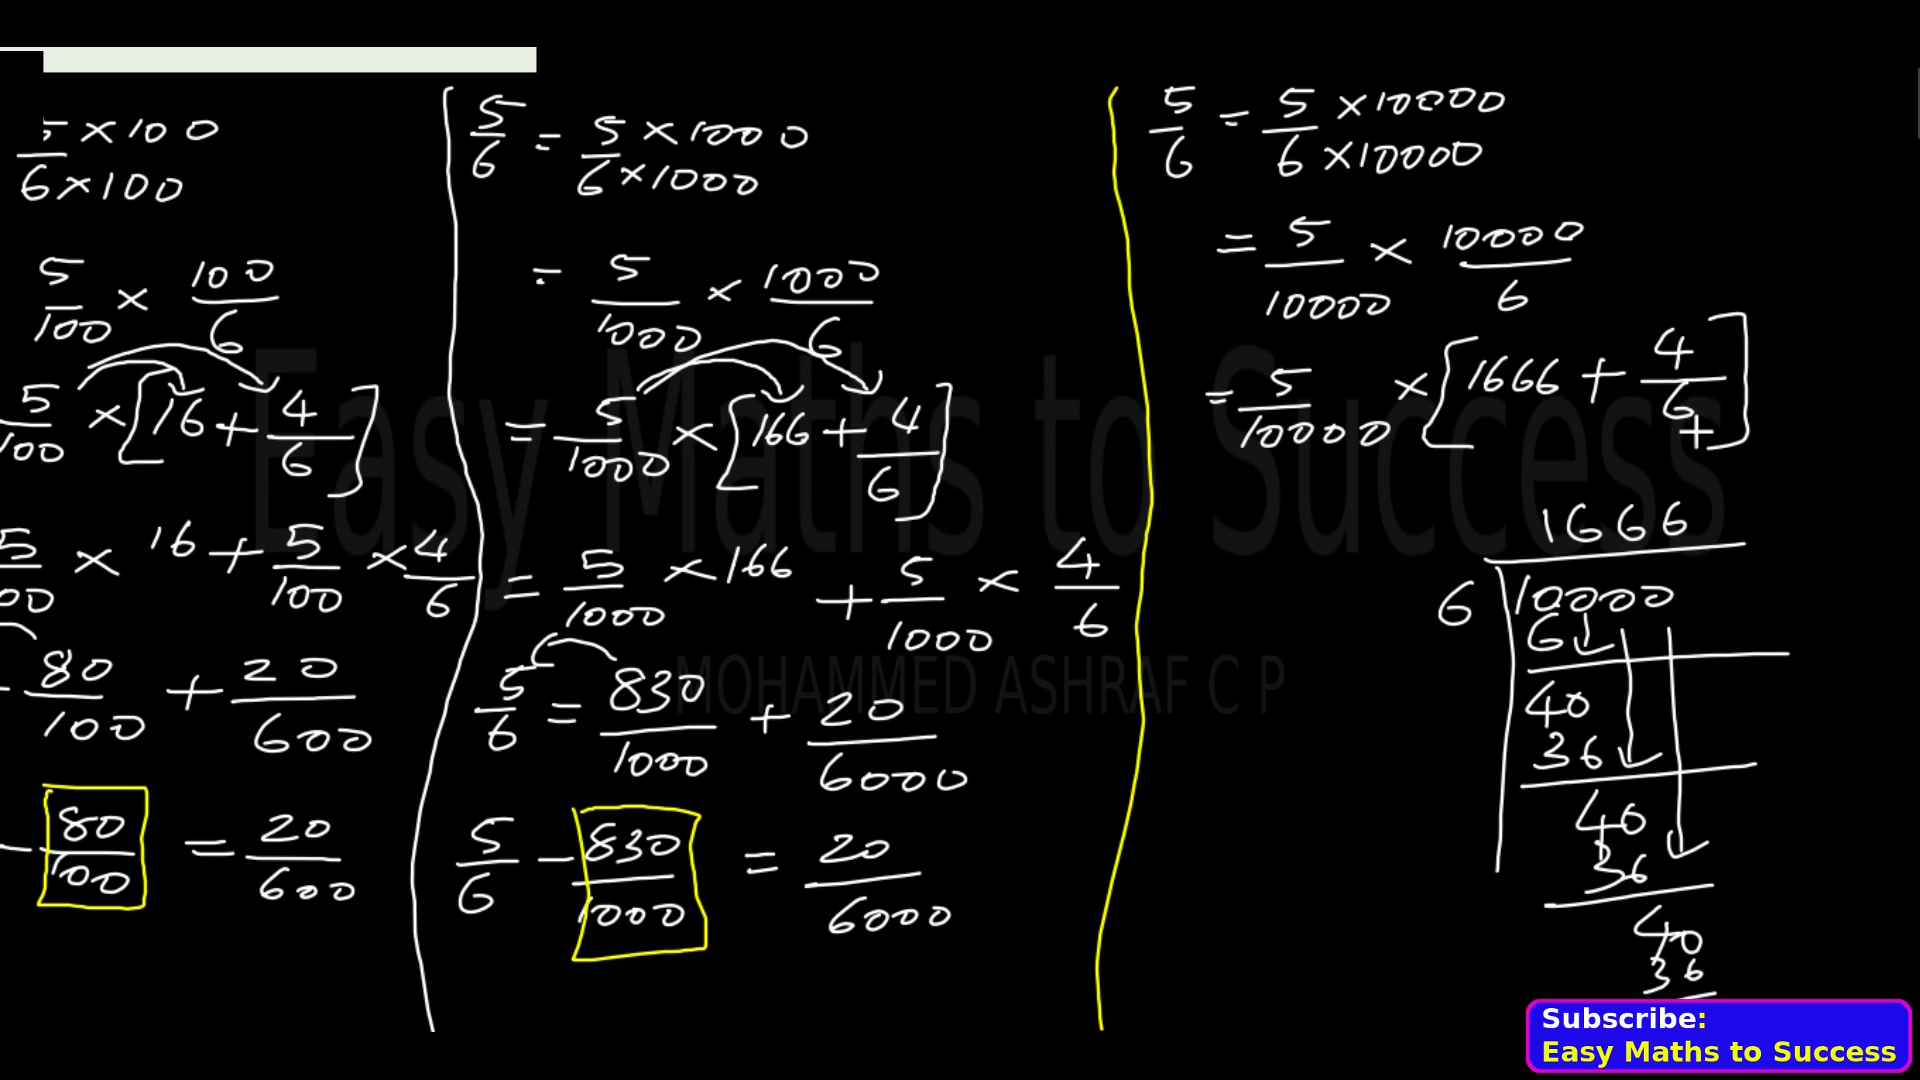 5 × 100
6 × 100
5/100 × 100/6
5/100 × [16 + 4/6]
5/100 × 16 + 5/100 × 4/6
80/100 + 20/600
- 80/100 = 20/600
5/6 = 5 × 1000
6 × 1000
= 5/1000 × 1000/6
= 5/1000 × [166 + 4/6]
= 5/1000 × 166 + 5/1000 × 4/6
5/6 = 830/1000 + 20/6000
5/6 - 830/1000 = 20/6000
5/6 = 5 × 10000
6 × 10000
= 5/10000 × 10000/6
= 5/10000 × [1666 + 4/6]
+
1666
6 10000
6
40
36
40
36
40
36
Easy Maths to Success
MOHAMMED ASHRAF C P
Subscribe:
Easy Maths to Success